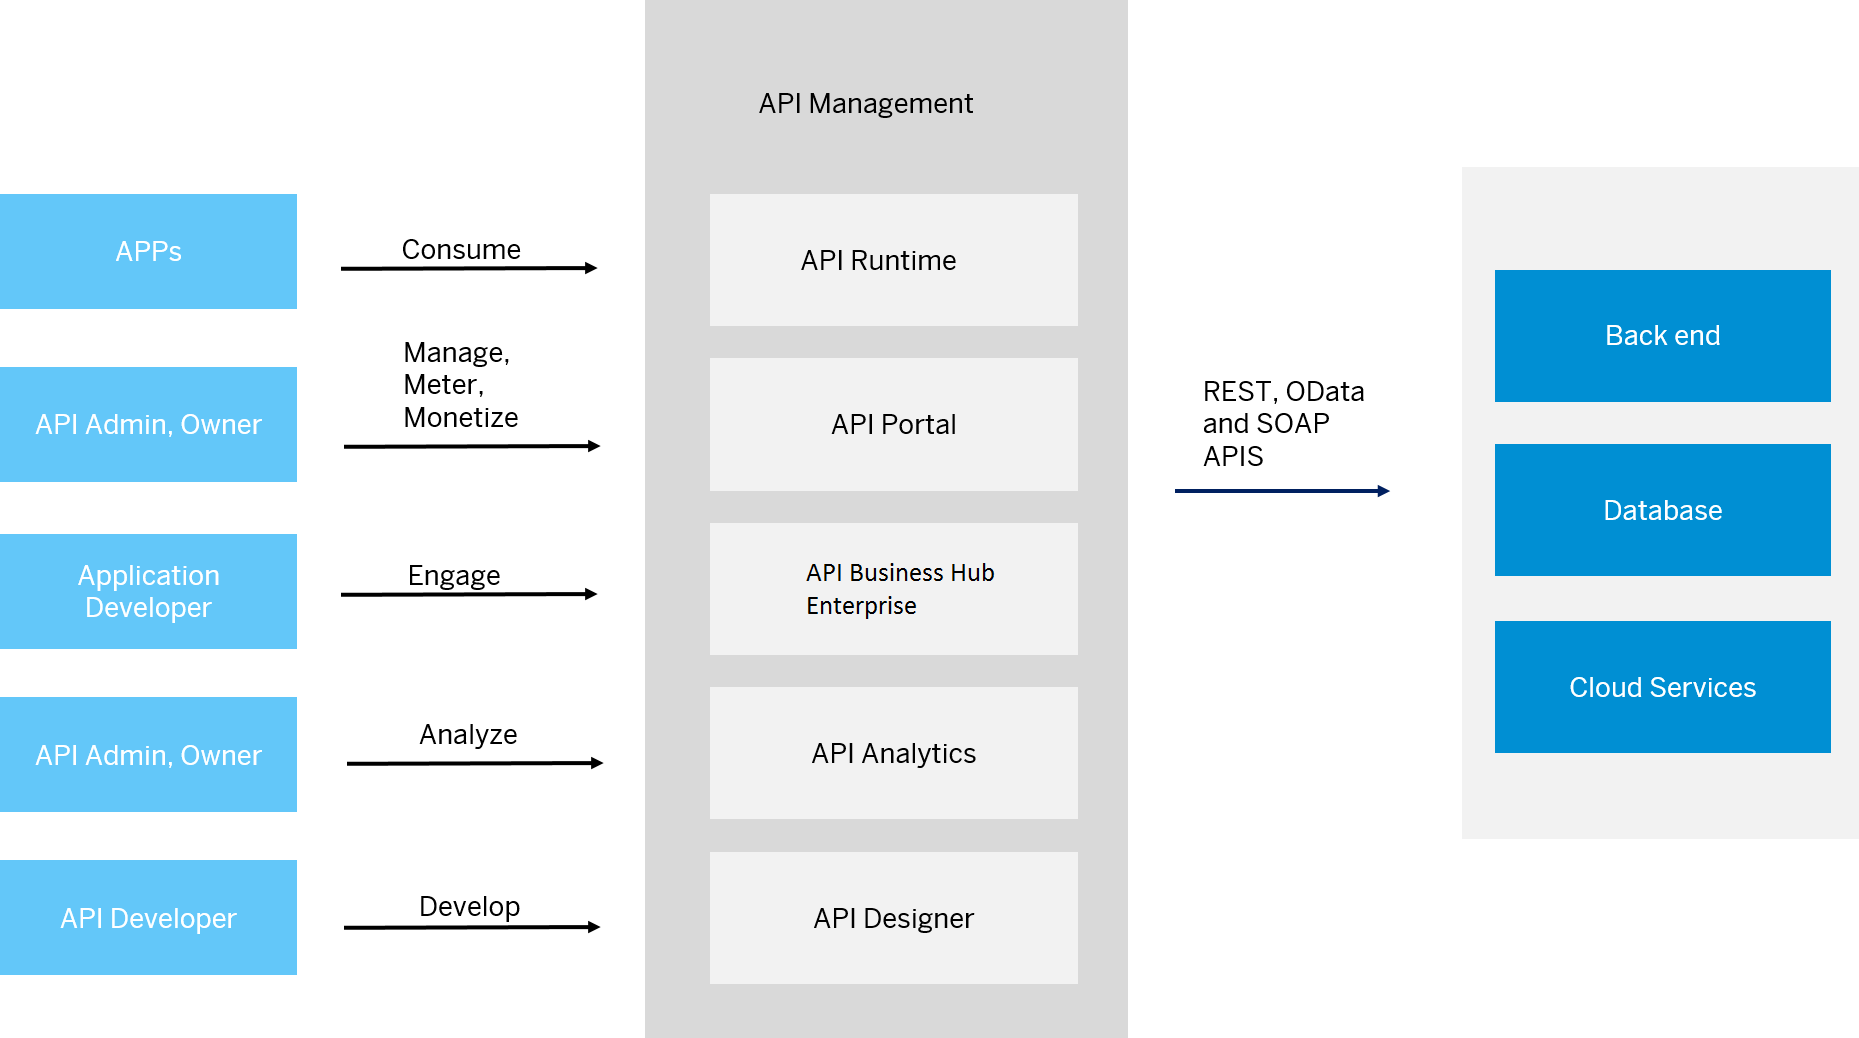 API Management
APPs
Consume
API Runtime
API Admin, Owner
Manage,
Meter,
Monetize
API Portal
Application
Developer
Engage
API Business Hub
Enterprise
API Admin, Owner
Analyze
API Analytics
API Developer
Develop
API Designer
REST, OData
and SOAP
APIS
Back end
Database
Cloud Services